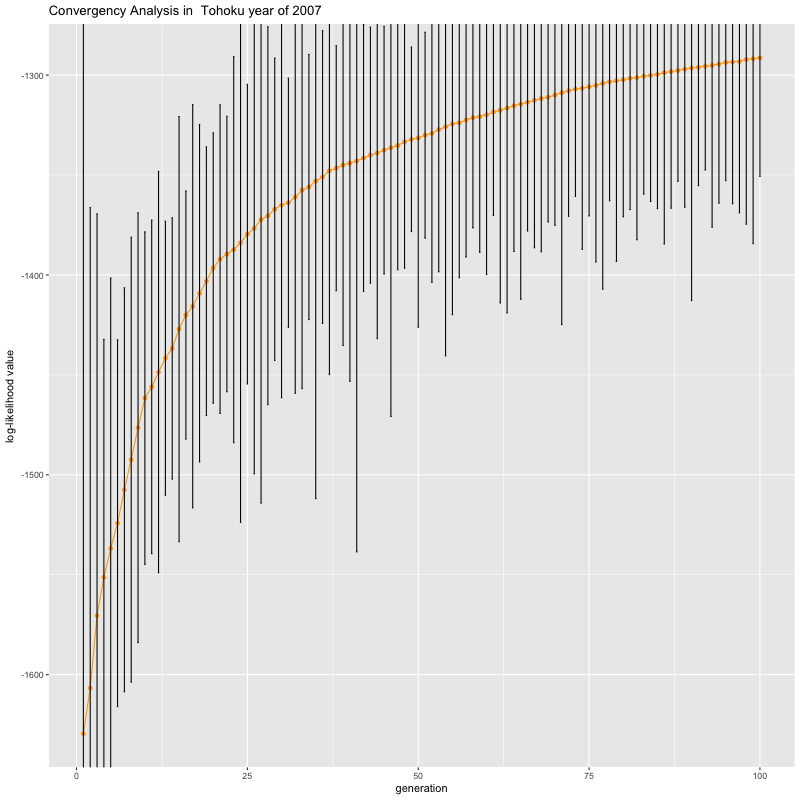 Convergency Analysis in  Tohoku year of 2007
log-likelihood value
-1300
-1400
-1500
-1600
0 25 50 75 100
generation